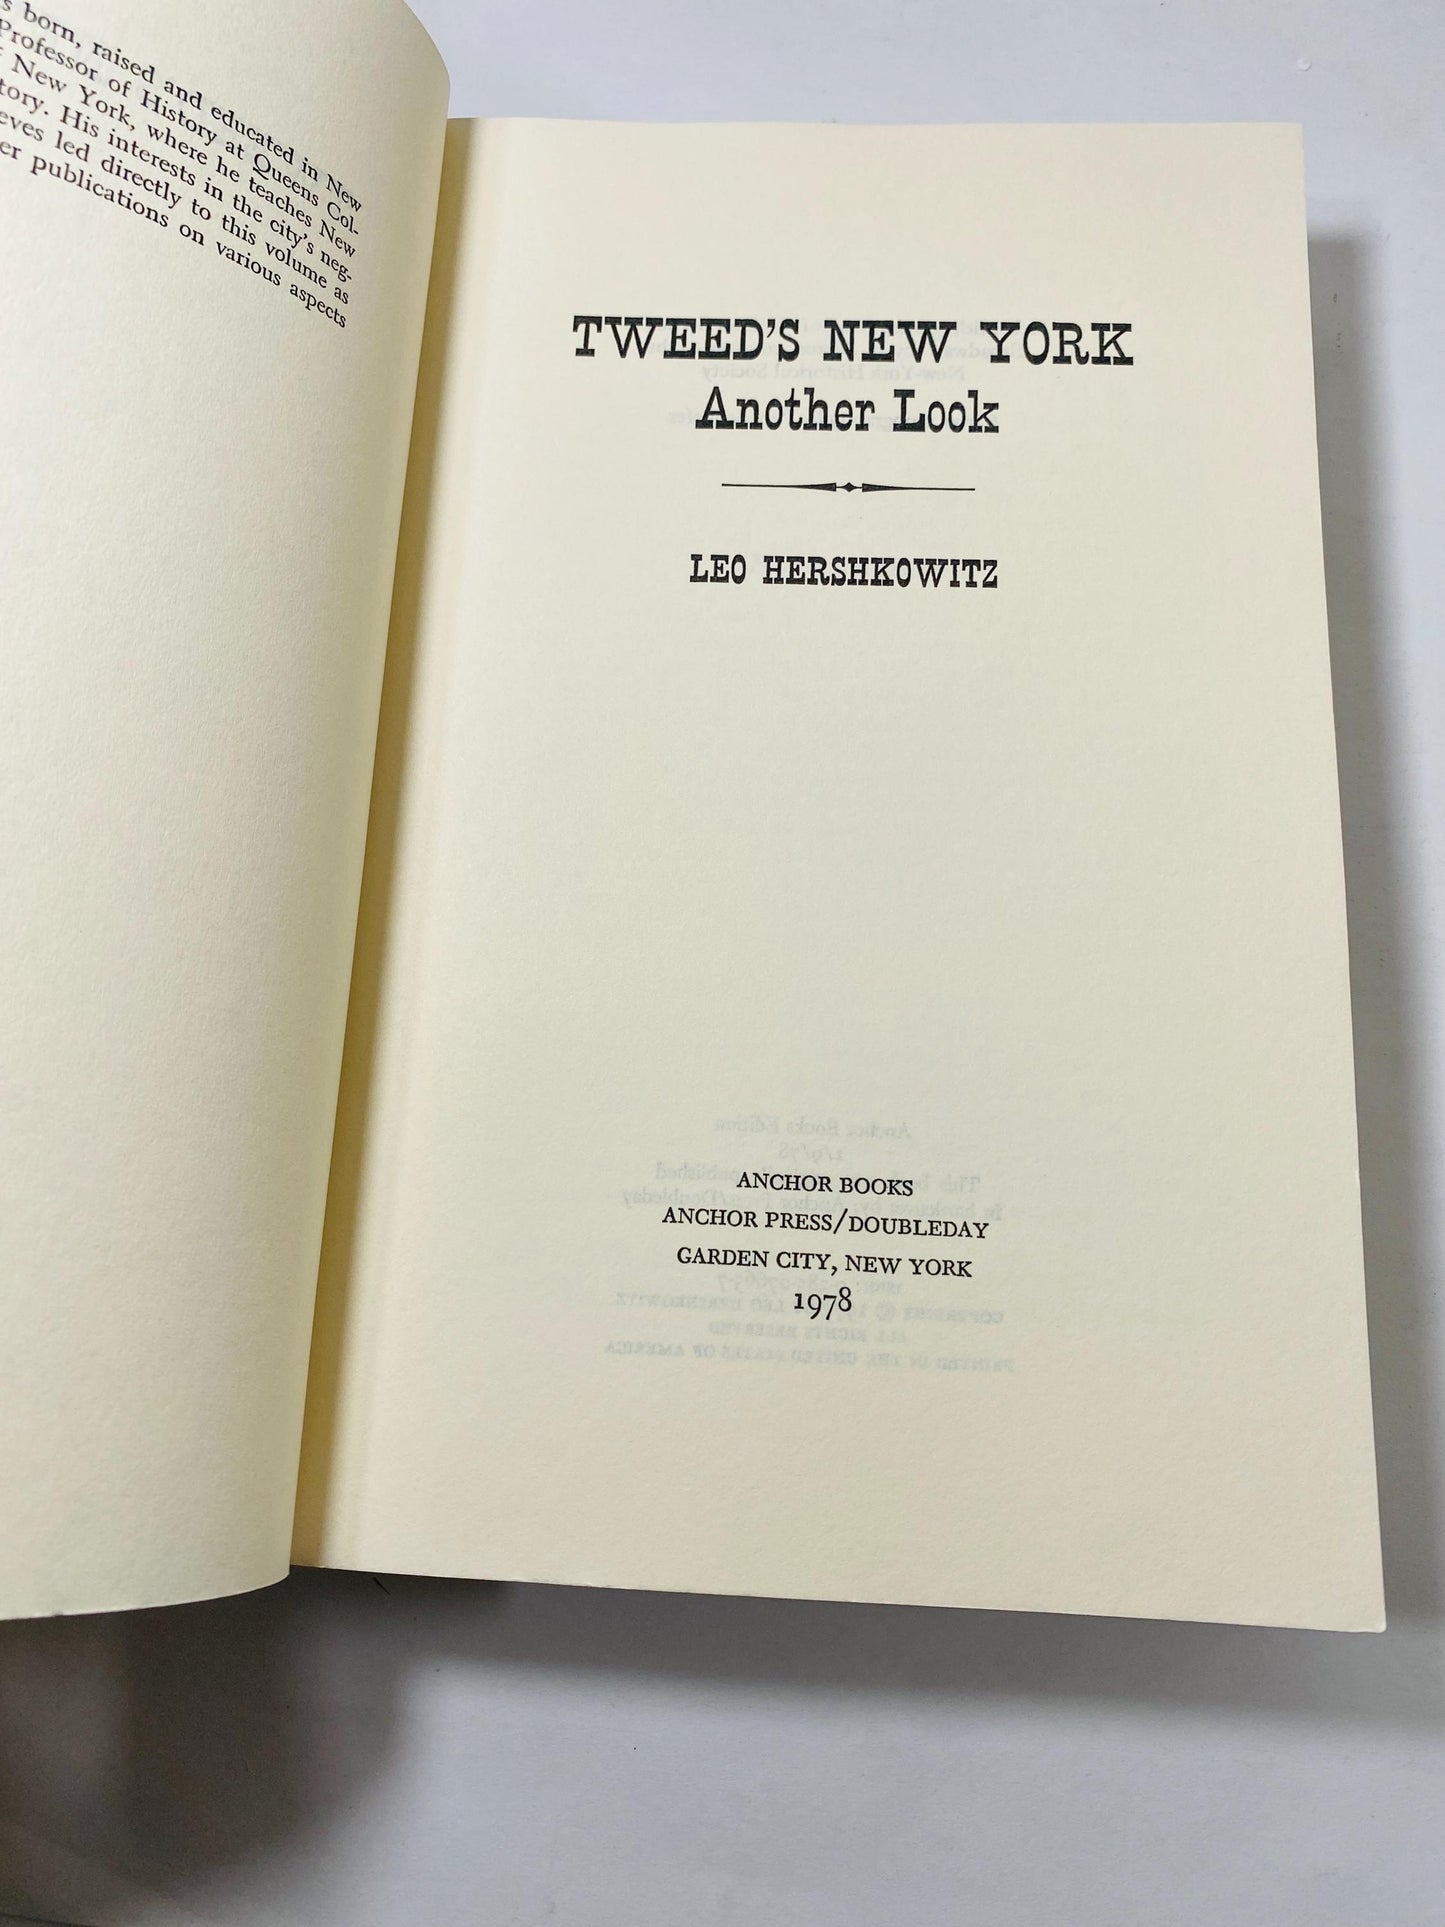 s born, raised and educated in New
Professor of History at Queens Col-
f New York, where he teaches New
tory. His interests in the city's neg-
eves led directly to this volume as
er publications on various aspects
TWEED'S NEW YORK
Another Look
LEO HERSHKOWITZ
ANCHOR BOOKS
ANCHOR PRESS/DOUBLEDAY
GARDEN CITY, NEW YORK
1978